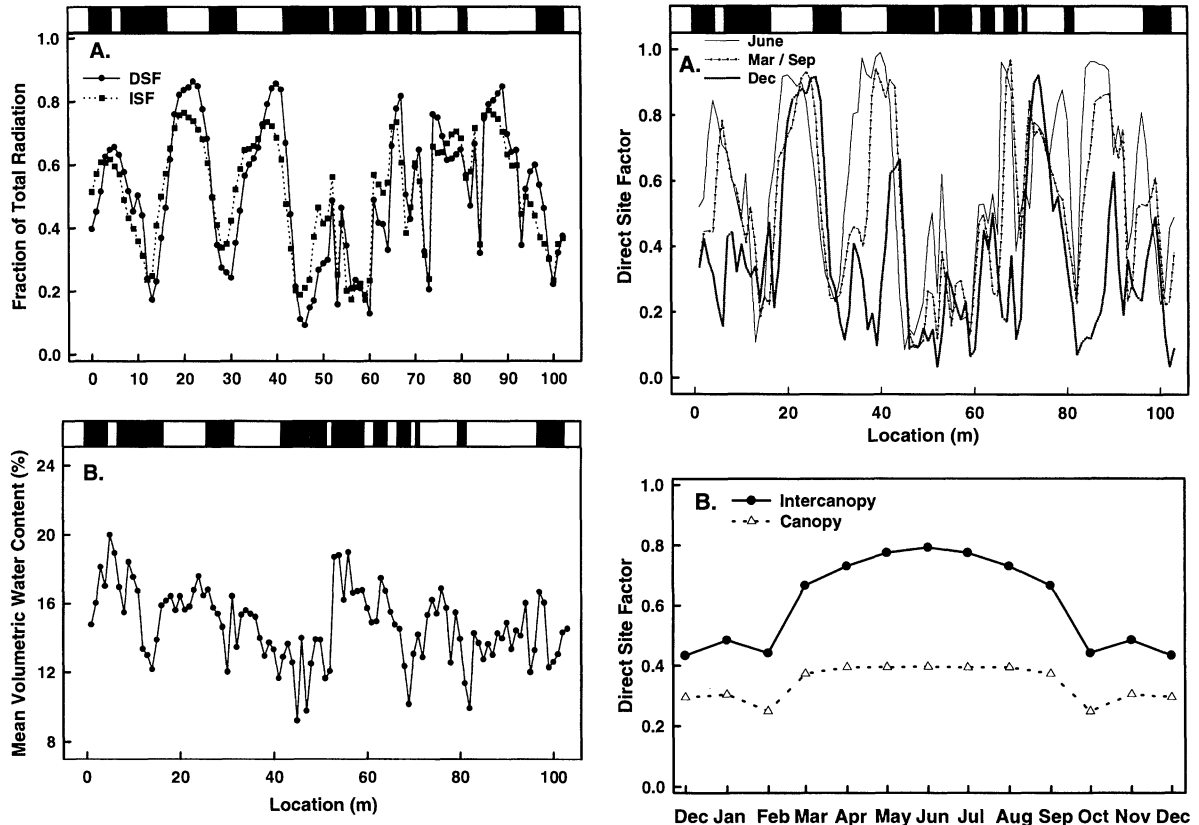 A.
DSF
ISF
Fraction of Total Radiation
1.0
0.8
0.6
0.4
0.2
0.0
0 10 20 30 40 50 60 70 80 90 100
B.
Mean Volumetric Water Content (%)
24
20
16
12
8
0 20 40 60 80 100
Location (m)
A.
June
Mar / Sep
Dec
Direct Site Factor
1.0
0.8
0.6
0.4
0.2
0.0
0 20 40 60 80 100
Location (m)
B.
Intercanopy
Canopy
Direct Site Factor
1.0
0.8
0.6
0.4
0.2
0.0
Dec Jan Feb Mar Apr May Jun Jul Aug Sep Oct Nov Dec